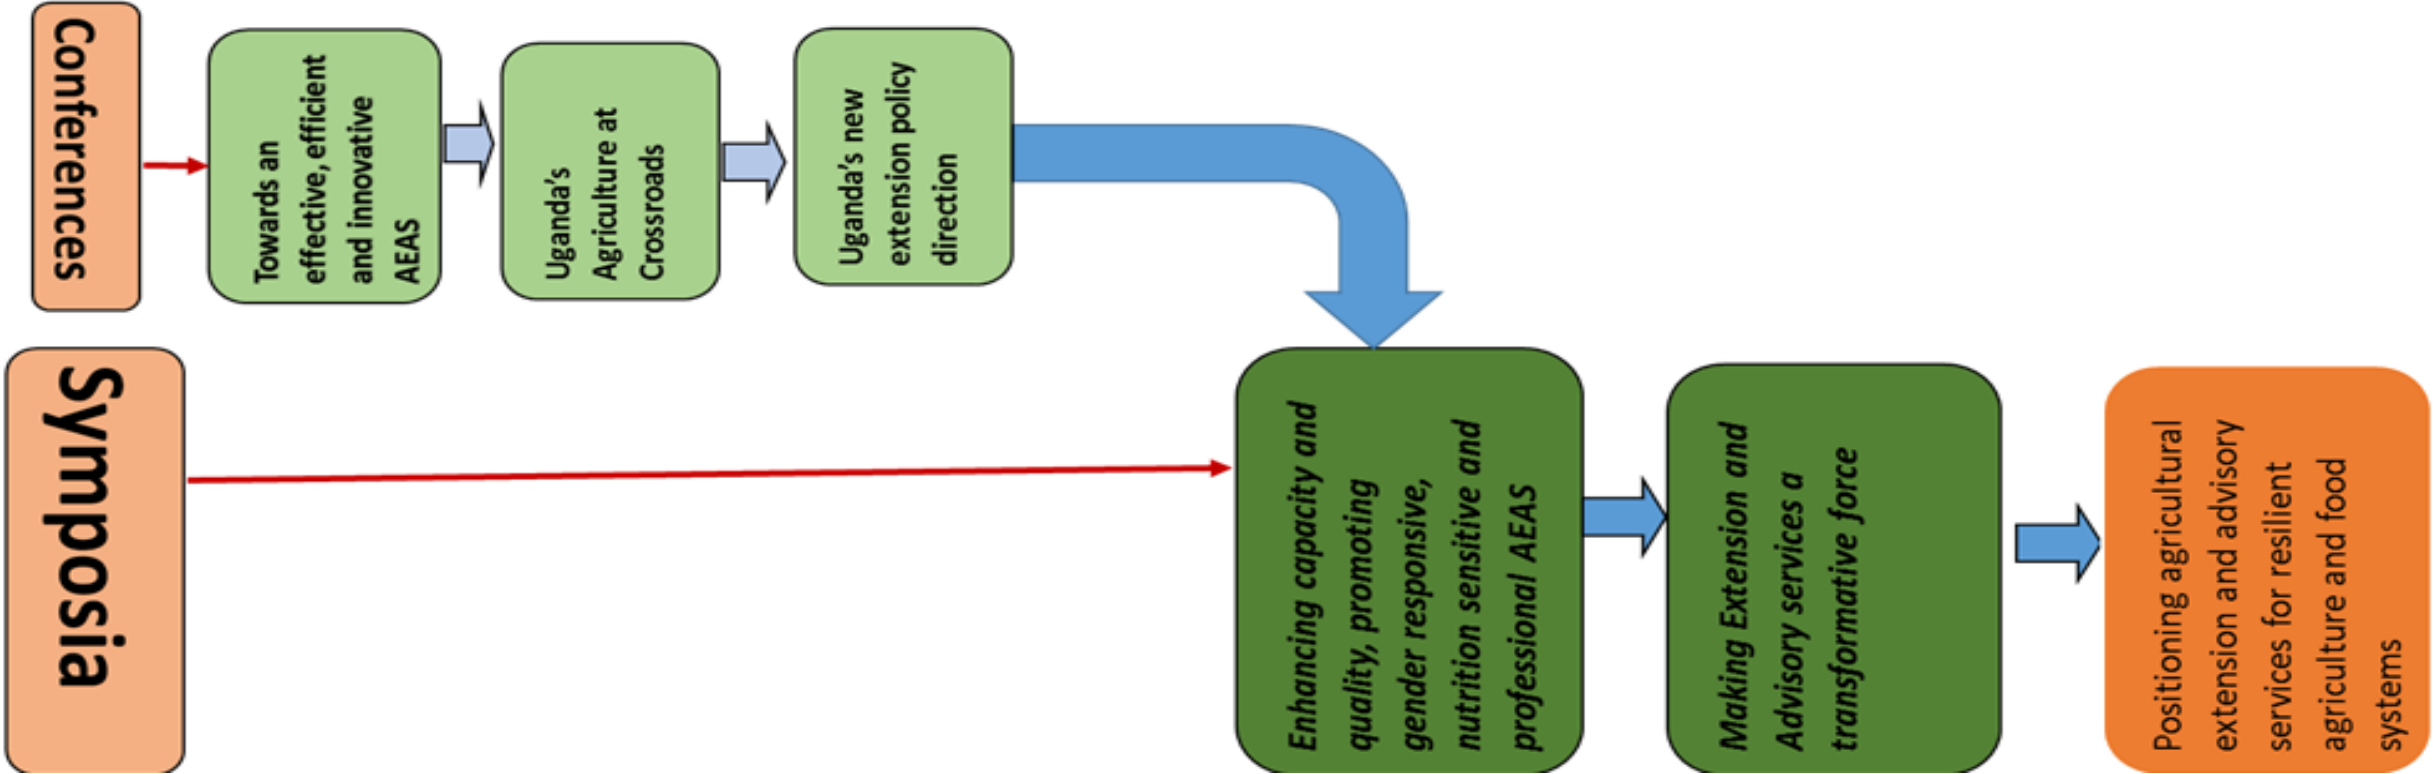 Conferences
Towards an
effective, efficient
and innovative
AEAS
Uganda's
Agriculture at
Crossroads
Uganda's new
extension policy
direction
Symposia
Enhancing capacity and
quality, promoting
gender responsive,
nutrition sensitive and
professional AEAS
Making Extension and
Advisory services a
transformative force
Positioning agricultural
extension and advisory
services for resilient
agriculture and food
systems